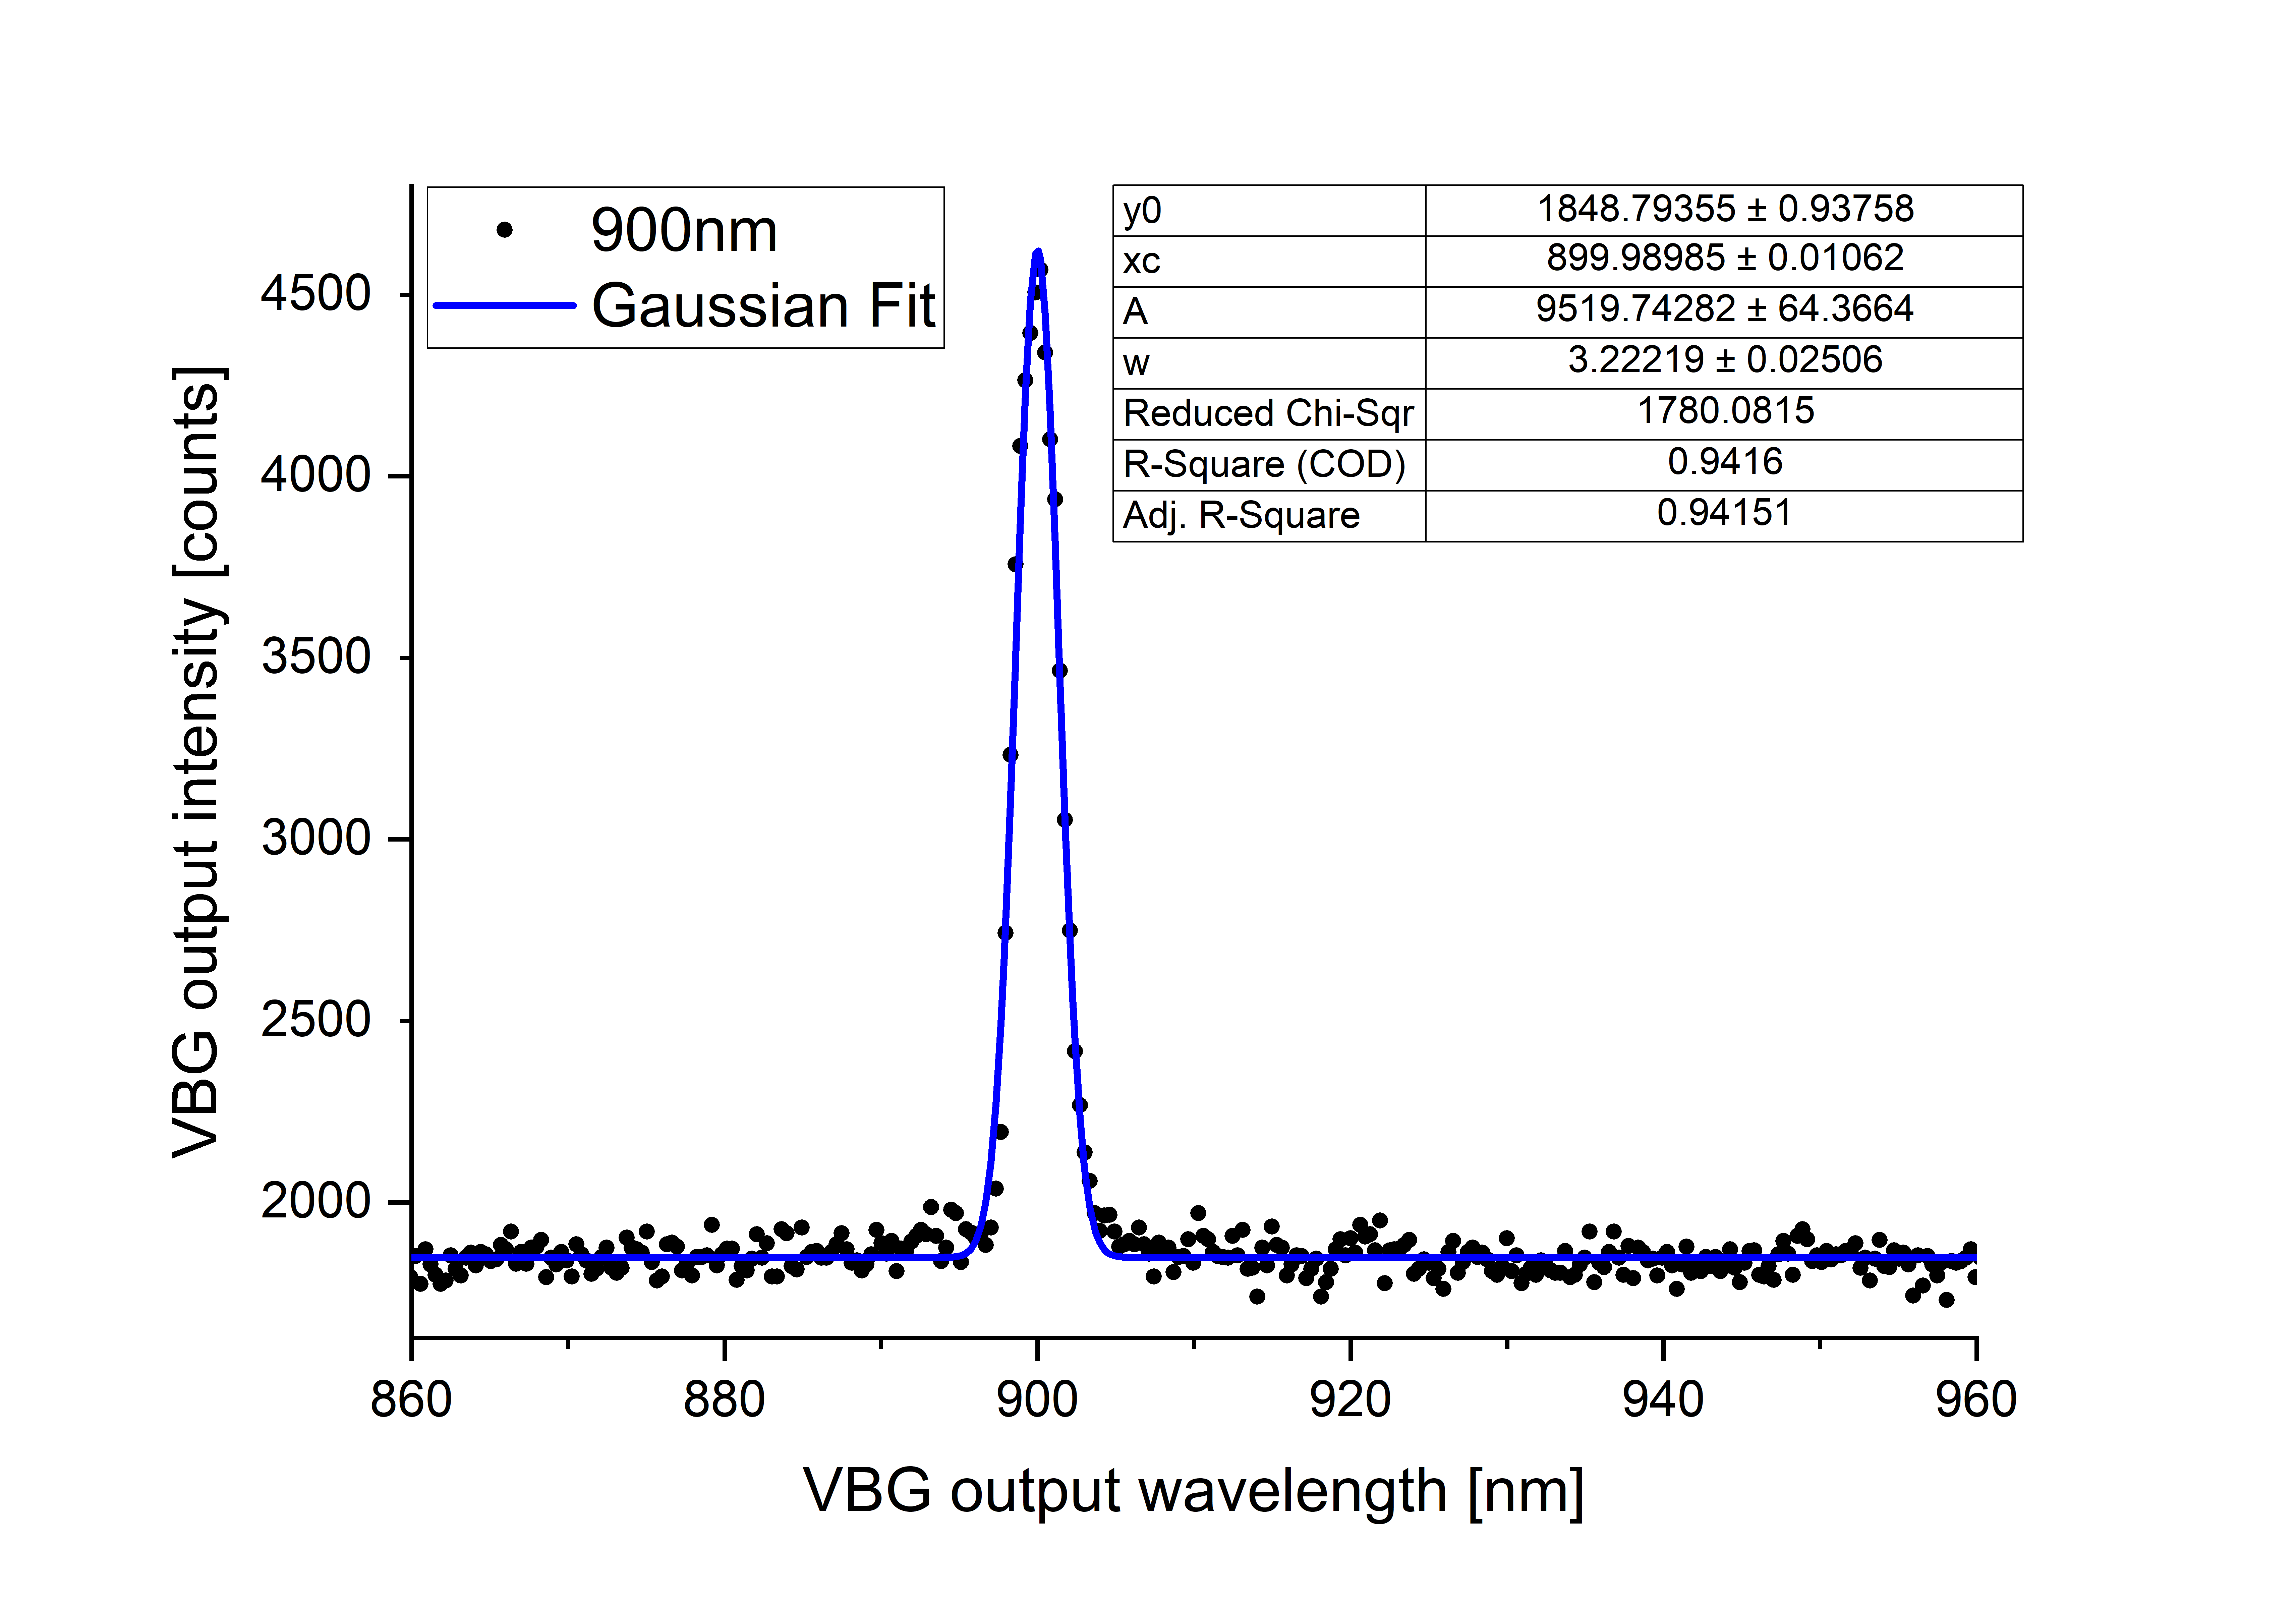 900nm
Gaussian Fit
y0 1848.79355 ± 0.93758
xc 899.98985 ± 0.01062
A 9519.74282 ± 64.3664
w 3.22219 ± 0.02506
Reduced Chi-Sqr 1780.0815
R-Square (COD) 0.9416
Adj. R-Square 0.94151
VBG output intensity [counts]
4500
4000
3500
3000
2500
2000
860 880 900 920 940 960
VBG output wavelength [nm]